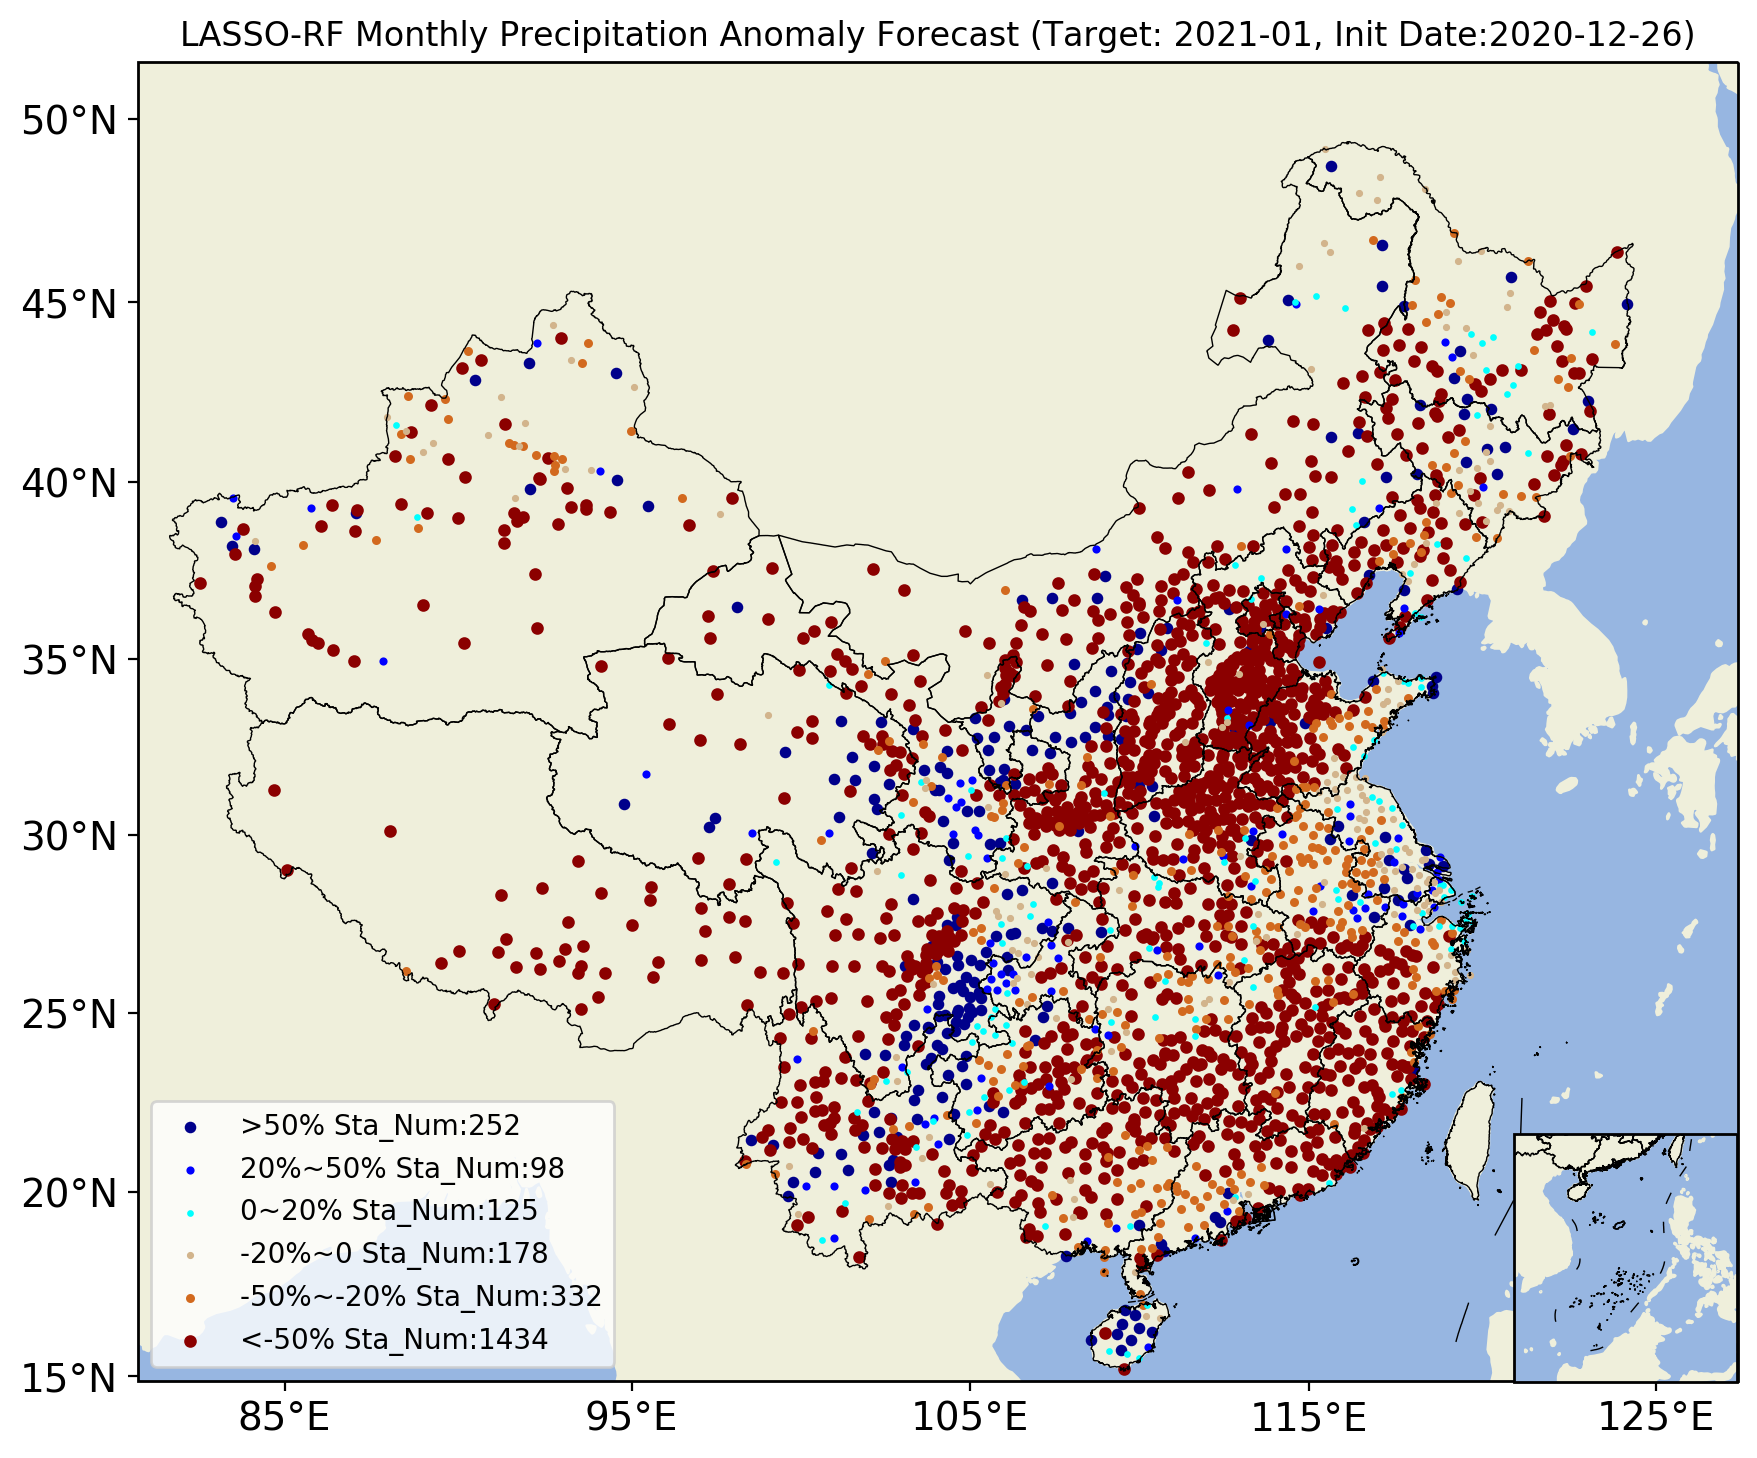 LASSO-RF Monthly Precipitation Anomaly Forecast (Target: 2021-01, Init Date:2020-12-26)
50°N
45°N
40°N
35°N
30°N
25°N
20°N
15°N
>50% Sta_Num:252
20%~50% Sta_Num:98
0~20% Sta_Num:125
-20%~0 Sta_Num:178
-50%~-20% Sta_Num:332
<-50% Sta_Num:1434
85°E
95°E
105°E
115°E
125°E